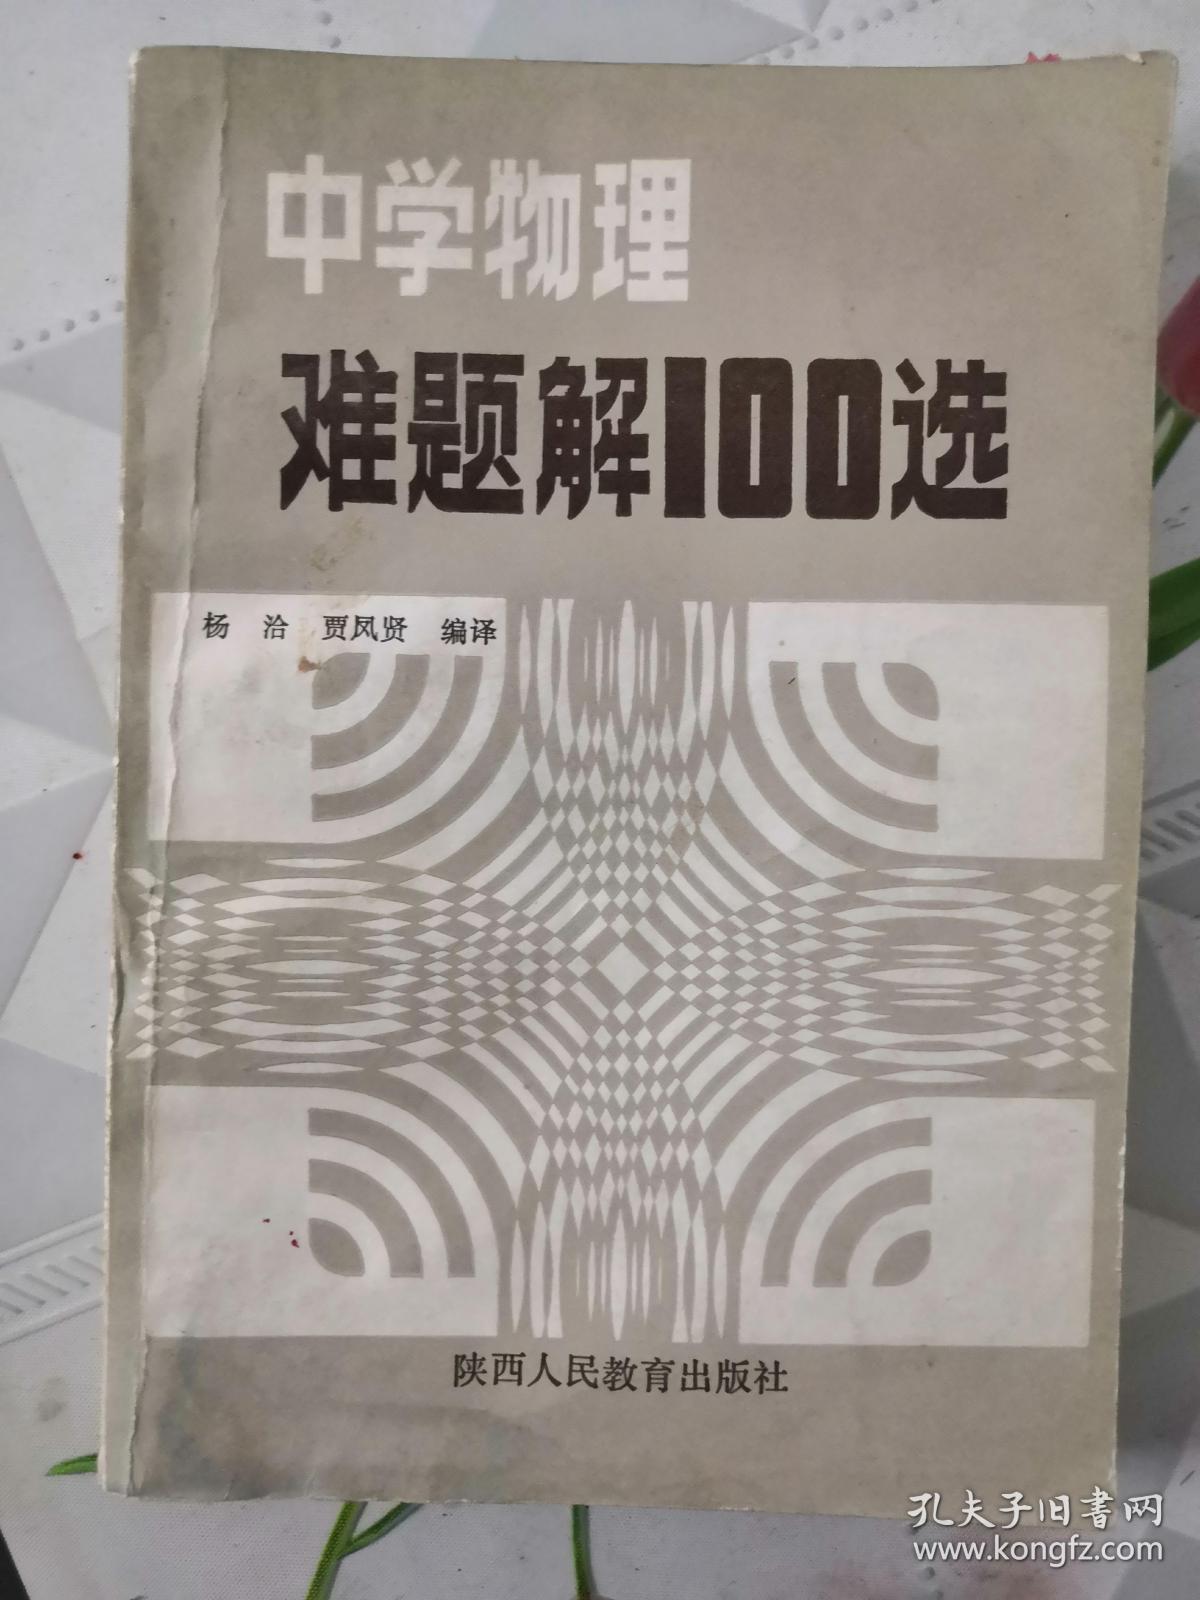 中学物理
难题解100选
杨 洽 贾凤贤 编译
陕西人民教育出版社
孔夫子旧书网
www.kongfz.com